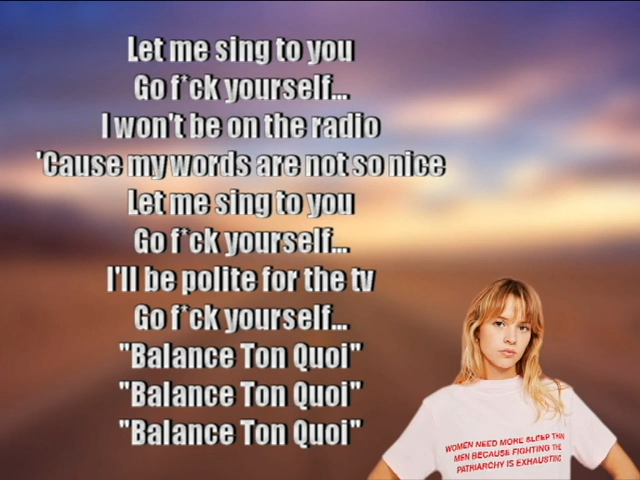 Let me sing to you
Go f*ck yourself...
I won't be on the radio
'Cause my words are not so nice
Let me sing to you
Go f*ck yourself...
I'll be polite for the tv
Go f*ck yourself...
"Balance Ton Quoi"
"Balance Ton Quoi"
"Balance Ton Quoi"
WOMEN NEED MORE SLEEP THAN
MEN BECAUSE FIGHTING THE
PATRIARCHY IS EXHAUSTING